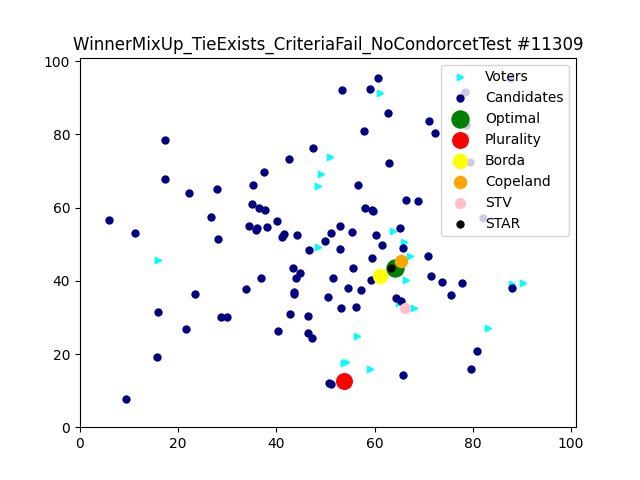 WinnerMixUp_TieExists_CriteriaFail_NoCondorcetTest #11309
100
80
60
40
20
0
0 20 40 60 80 100
Voters
Candidates
Optimal
Plurality
Borda
Copeland
STV
STAR